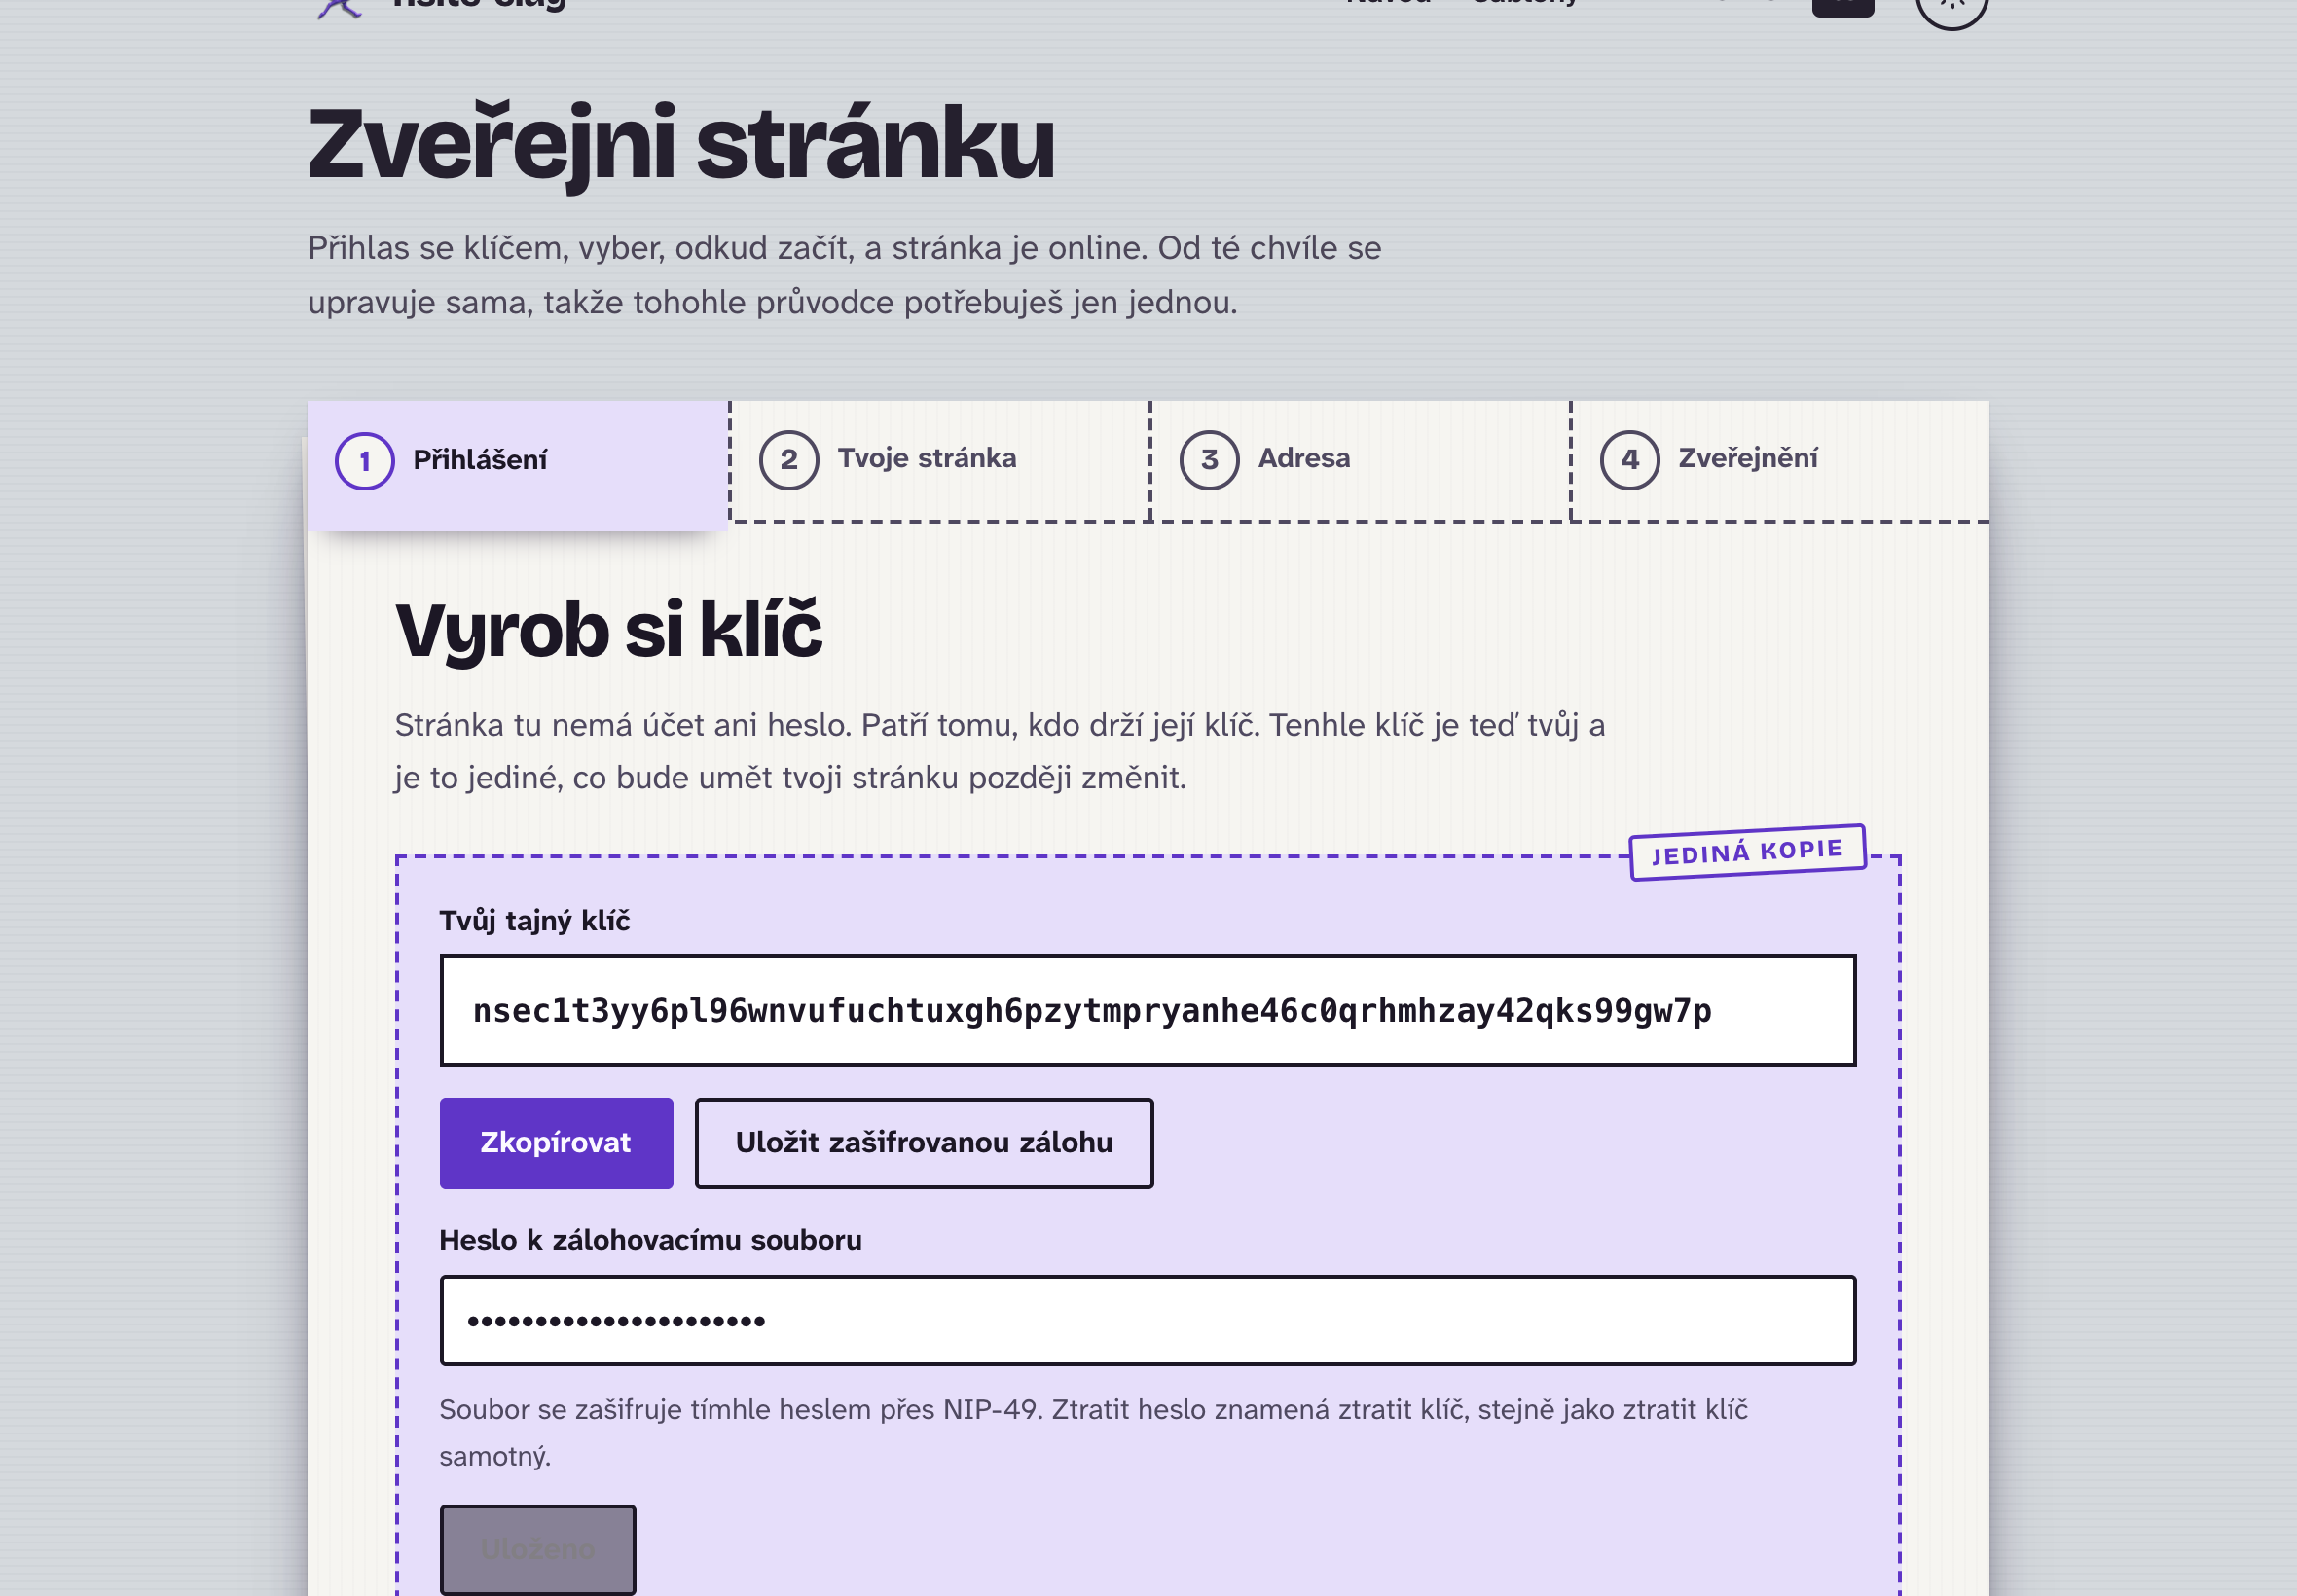 Zveřejni stránku
Přihlas se klíčem, vyber, odkud začít, a stránka je online. Od té chvíle se
upravuje sama, takže tohohle průvodce potřebuješ jen jednou.
1 Přihlášení
2 Tvoje stránka
3 Adresa
4 Zveřejnění
Vyrob si klíč
Stránka tu nemá účet ani heslo. Patří tomu, kdo drží její klíč. Tenhle klíč je teď tvůj a
je to jediné, co bude umět tvoji stránku později změnit.
JEDINÁ KOPIE
Tvůj tajný klíč
nsec1t3yy6pl96wnvufuchtuxgh6pzytmpryanhe46c0qrhmhzay42qks99gw7p
Zkopírovat
Uložit zašifrovanou zálohu
Heslo k zálohovacímu souboru
••••••••••••••••••••••
Soubor se zašifruje tímhle heslem přes NIP-49. Ztratit heslo znamená ztratit klíč, stejně jako ztratit klíč
samotný.
Uloženo